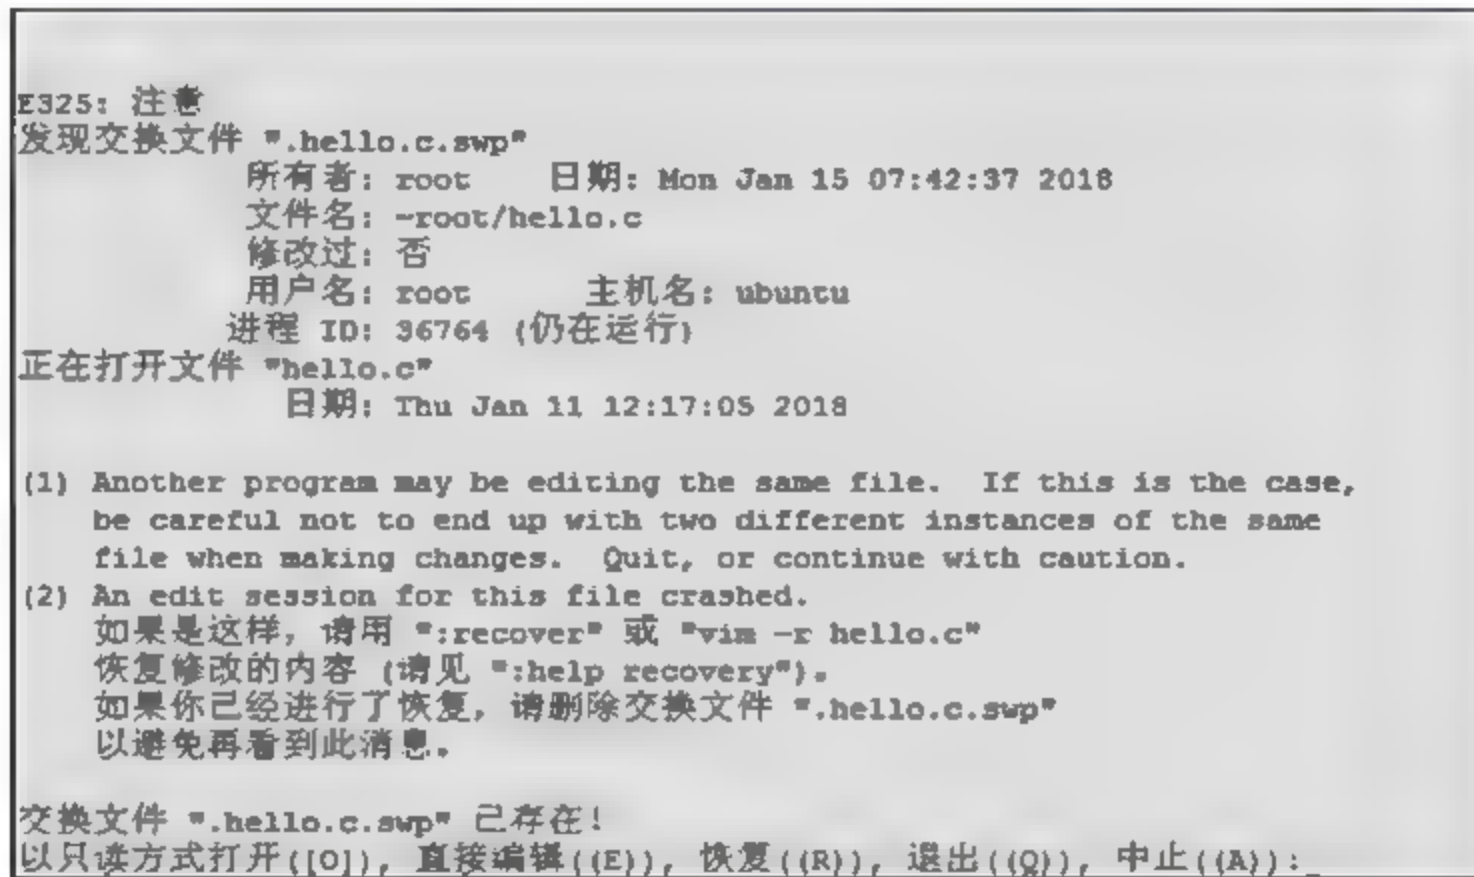 E325: 注意
发现交换文件 ".hello.c.swp"
所有者: root 日期: Mon Jan 15 07:42:37 2018
文件名: ~root/hello.c
修改过: 否
用户名: root 主机名: ubuntu
进程 ID: 36764 (仍在运行)
正在打开文件 "hello.c"
日期: Thu Jan 11 12:17:05 2018
(1) Another program may be editing the same file. If this is the case,
be careful not to end up with two different instances of the same
file when making changes. Quit, or continue with caution.
(2) An edit session for this file crashed.
如果是这样, 请用 ":recover" 或 "vim -r hello.c"
恢复修改的内容 (请见 ":help recovery")。
如果你已经进行了恢复, 请删除交换文件 ".hello.c.swp"
以避免再看到此消息。
交换文件 ".hello.c.swp" 已存在!
以只读方式打开([O]), 直接编辑((E)), 恢复((R)), 退出((Q)), 中止((A)):_